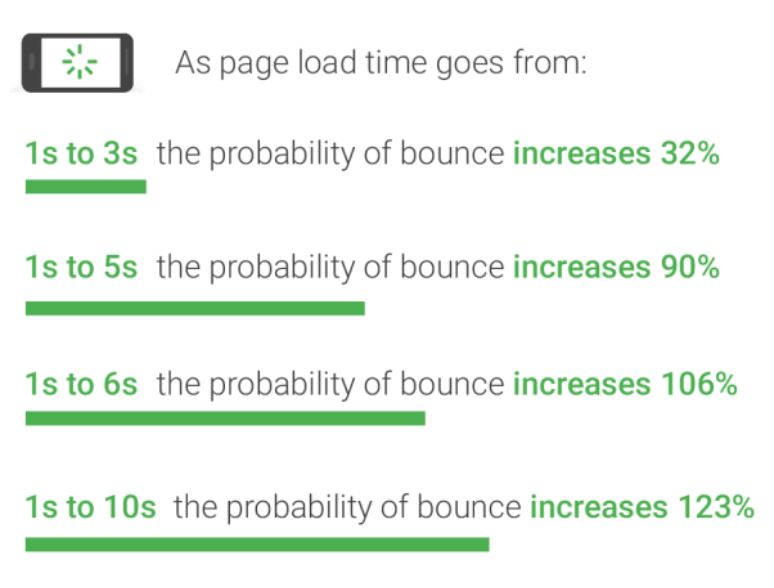 As page load time goes from:
1s to 3s the probability of bounce increases 32%
1s to 5s the probability of bounce increases 90%
1s to 6s the probability of bounce increases 106%
1s to 10s the probability of bounce increases 123%